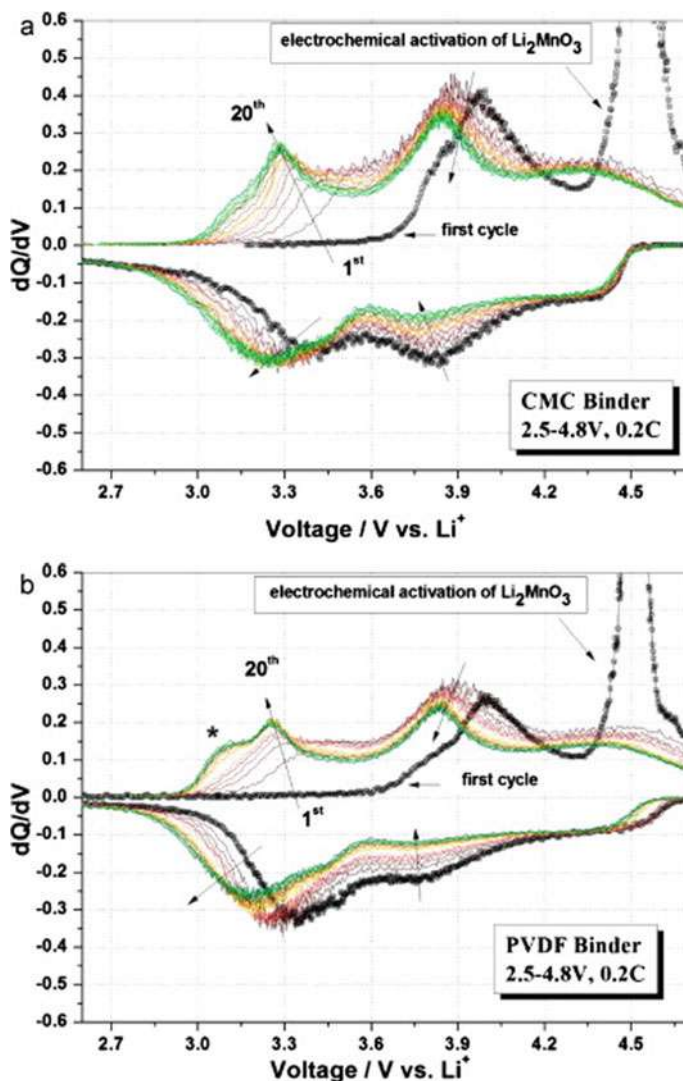 a
0.6
0.5
0.4
0.3
0.2
0.1
0.0
-0.1
-0.2
-0.3
-0.4
-0.5
-0.6
dQ/dV
electrochemical activation of Li₂MnO₃
20ᵗʰ
1ˢᵗ
first cycle
CMC Binder
2.5-4.8V, 0.2C
2.7 3.0 3.3 3.6 3.9 4.2 4.5
Voltage / V vs. Li⁺
b
0.6
0.5
0.4
0.3
0.2
0.1
0.0
-0.1
-0.2
-0.3
-0.4
-0.5
-0.6
dQ/dV
electrochemical activation of Li₂MnO₃
20ᵗʰ
*
1ˢᵗ
first cycle
PVDF Binder
2.5-4.8V, 0.2C
2.7 3.0 3.3 3.6 3.9 4.2 4.5
Voltage / V vs. Li⁺